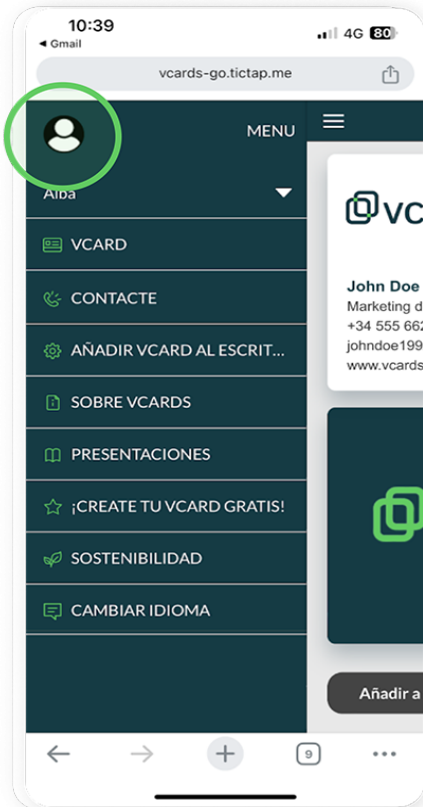 10:39
4G 80
Gmail
vcards-go.tictap.me
MENU
Alba
VCARD
CONTACTE
AÑADIR VCARD AL ESCRIT...
SOBRE VCARDS
PRESENTACIONES
¡CREATE TU VCARD GRATIS!
SOSTENIBILIDAD
CAMBIAR IDIOMA
vc
John Doe
Marketing d
+34 555 662
johndoe199
www.vcards
Añadir a
9